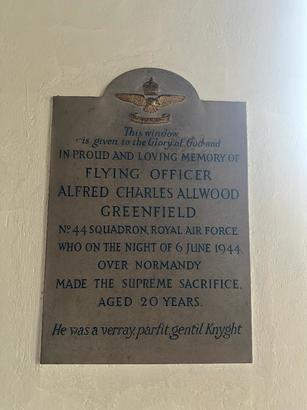 This window
is given to the Glory of God and
IN PROUD AND LOVING MEMORY OF
FLYING OFFICER
ALFRED CHARLES ALLWOOD
GREENFIELD
No 44 SQUADRON, ROYAL AIR FORCE
WHO ON THE NIGHT OF 6 JUNE 1944
OVER NORMANDY
MADE THE SUPREME SACRIFICE,
AGED 20 YEARS.
He was a verray, parfit, gentil Knyght